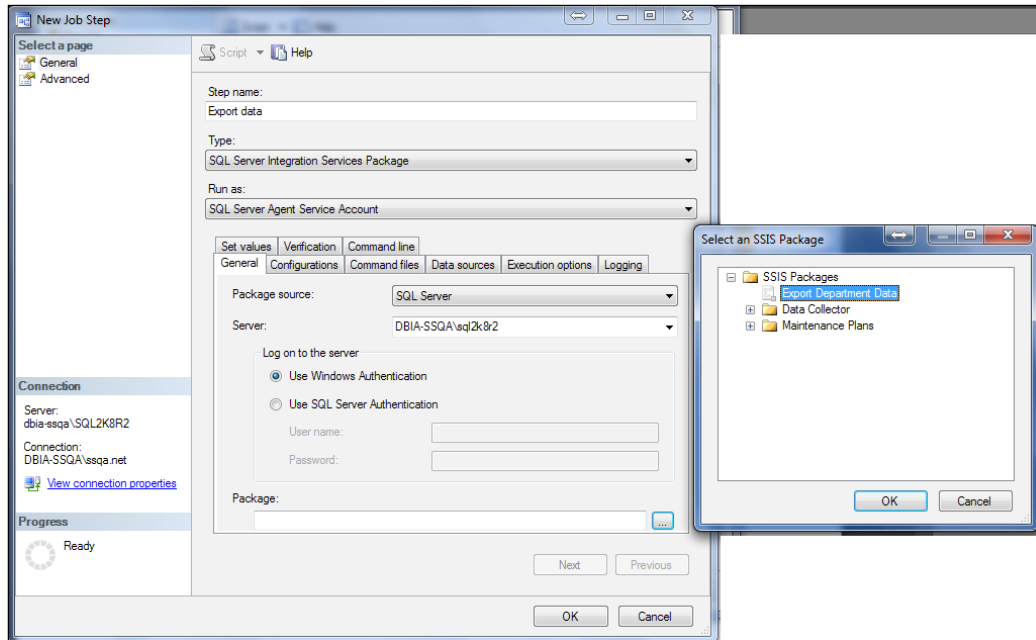 New Job Step
Select a page
General
Advanced
Script
Help
Step name:
Export data
Type:
SQL Server Integration Services Package
Run as:
SQL Server Agent Service Account
Set values Verification Command line
General Configurations Command files Data sources Execution options Logging
Package source: SQL Server
Server: DBIA-SSQA\sql2k8r2
Log on to the server
Use Windows Authentication
Use SQL Server Authentication
User name:
Password:
Package:
...
Next Previous
OK Cancel
Connection
Server:
dbia-ssqa\SQL2K8R2
Connection:
DBIA-SSQA\ssqa.net
View connection properties
Progress
Ready
Select an SSIS Package
SSIS Packages
Export Department Data
Data Collector
Maintenance Plans
OK Cancel